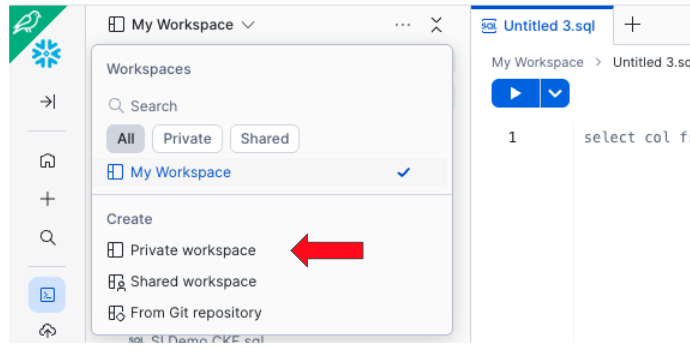 My Workspace
Untitled 3.sql
Workspaces
My Workspace > Untitled 3.sq
Search
All Private Shared
My Workspace
1 select col f
Create
Private workspace
Shared workspace
From Git repository
SQL SI Demo CKE.sql